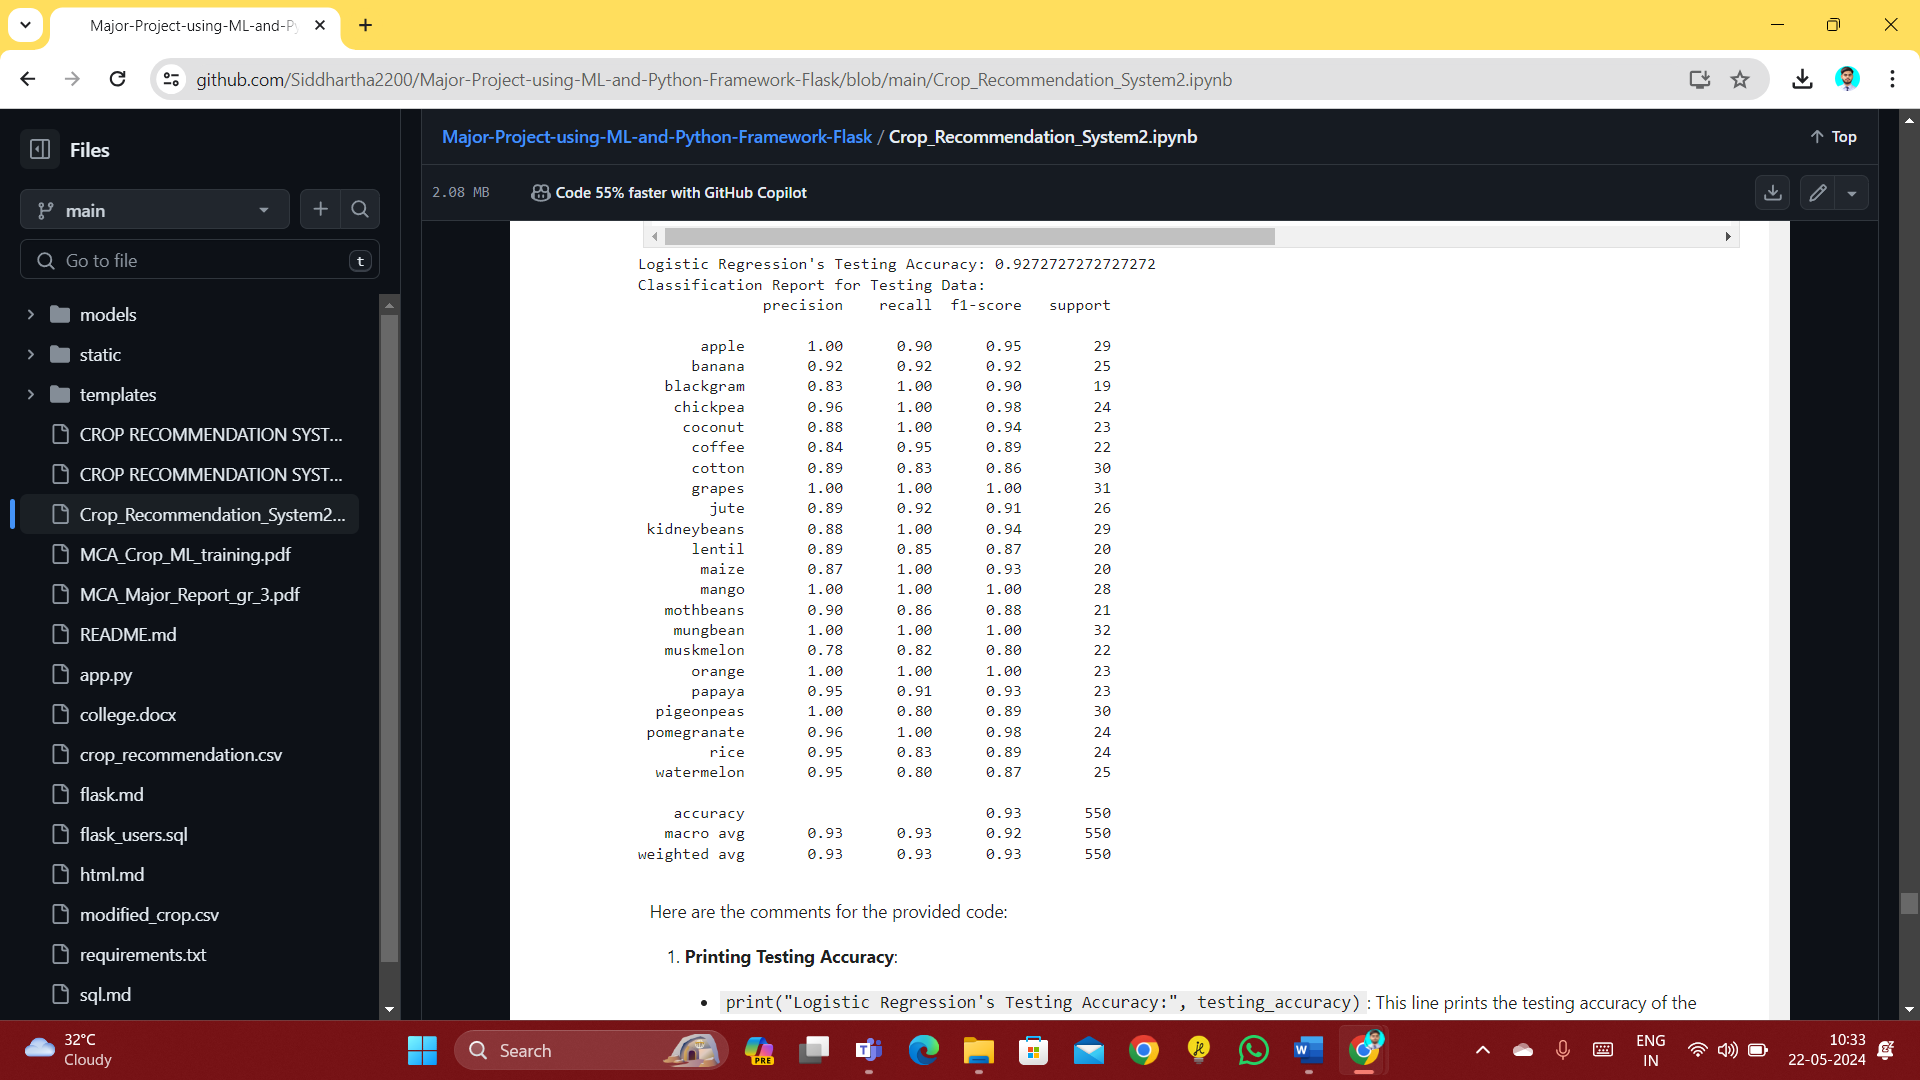 Major-Project-using-ML-and-P
github.com/Siddhartha2200/Major-Project-using-ML-and-Python-Framework-Flask/blob/main/Crop_Recommendation_System2.ipynb
Files
main
Go to file
t
models
static
templates
CROP RECOMMENDATION SYST...
CROP RECOMMENDATION SYST...
Crop_Recommendation_System2...
MCA_Crop_ML_training.pdf
MCA_Major_Report_gr_3.pdf
README.md
app.py
college.docx
crop_recommendation.csv
flask.md
flask_users.sql
html.md
modified_crop.csv
requirements.txt
sql.md
Major-Project-using-ML-and-Python-Framework-Flask / Crop_Recommendation_System2.ipynb
Top
2.08 MB
Code 55% faster with GitHub Copilot
Logistic Regression's Testing Accuracy: 0.9272727272727272
Classification Report for Testing Data:
precision recall f1-score support
apple 1.00 0.90 0.95 29
banana 0.92 0.92 0.92 25
blackgram 0.83 1.00 0.90 19
chickpea 0.96 1.00 0.98 24
coconut 0.88 1.00 0.94 23
coffee 0.84 0.95 0.89 22
cotton 0.89 0.83 0.86 30
grapes 1.00 1.00 1.00 31
jute 0.89 0.92 0.91 26
kidneybeans 0.88 1.00 0.94 29
lentil 0.89 0.85 0.87 20
maize 0.87 1.00 0.93 20
mango 1.00 1.00 1.00 28
mothbeans 0.90 0.86 0.88 21
mungbean 1.00 1.00 1.00 32
muskmelon 0.78 0.82 0.80 22
orange 1.00 1.00 1.00 23
papaya 0.95 0.91 0.93 23
pigeonpeas 1.00 0.80 0.89 30
pomegranate 0.96 1.00 0.98 24
rice 0.95 0.83 0.89 24
watermelon 0.95 0.80 0.87 25
accuracy 0.93 550
macro avg 0.93 0.93 0.92 550
weighted avg 0.93 0.93 0.93 550
Here are the comments for the provided code:
1. Printing Testing Accuracy:
• print("Logistic Regression's Testing Accuracy:", testing_accuracy) : This line prints the testing accuracy of the
32°C
Cloudy
Search
PRE
ENG
IN
10:33
22-05-2024